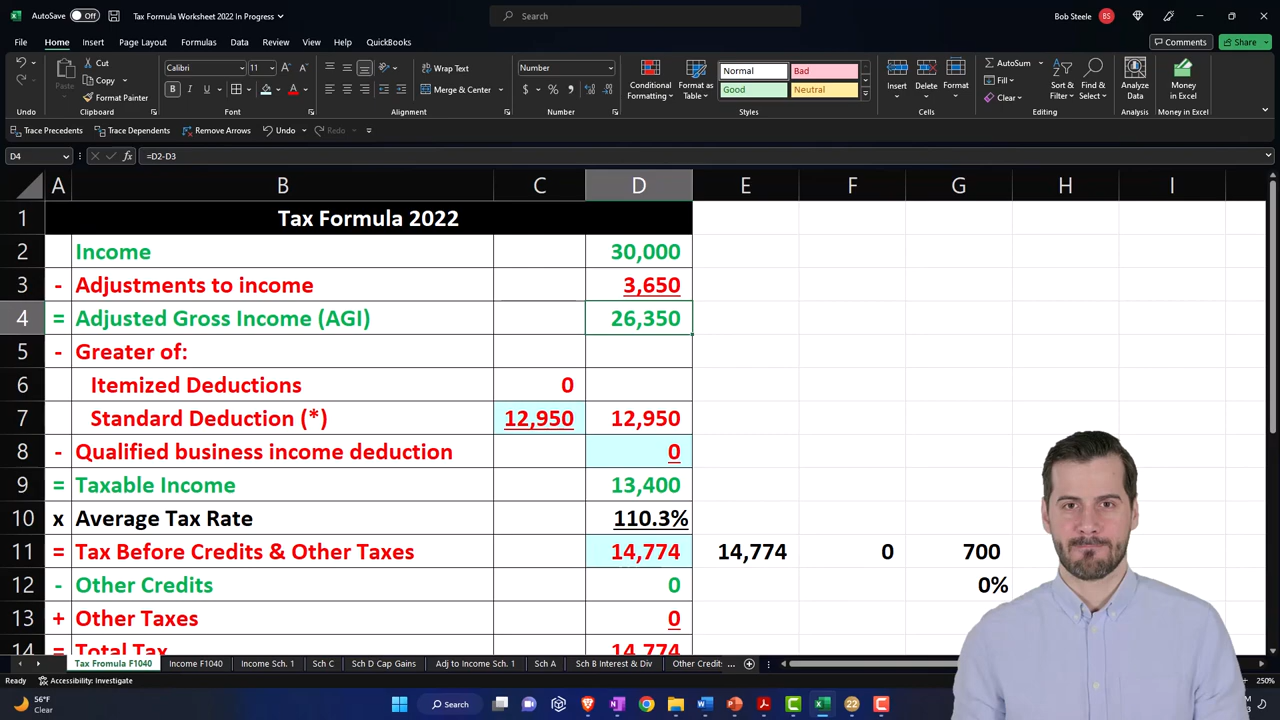 AutoSave Off Tax Formula Worksheet 2022 In Progress Search Bob Steele BS
File Home Insert Page Layout Formulas Data Review View Help QuickBooks Comments Share
Cut Calibri 11 Wrap Text Number Normal Bad AutoSum
Paste Copy Conditional Formatting Format as Table Insert Delete Format Fill Sort & Filter Find & Select Analyze Data Money in Excel
Format Painter B I U Merge & Center $ % Good Neutral Clear
Undo Clipboard Font Alignment Number Styles Cells Editing Analysis Money in Excel
Trace Precedents Trace Dependents Remove Arrows Undo Redo
D4 fx =D2-D3
A B C D E F G H I
1 Tax Formula 2022
2 Income 30,000
3 - Adjustments to income 3,650
4 = Adjusted Gross Income (AGI) 26,350
5 - Greater of:
6 Itemized Deductions 0
7 Standard Deduction (*) 12,950 12,950
8 - Qualified business income deduction 0
9 = Taxable Income 13,400
10 x Average Tax Rate 110.3%
11 = Tax Before Credits & Other Taxes 14,774 14,774 0 700
12 - Other Credits 0 0%
13 + Other Taxes 0
14 = Total Tax 14,774
Tax Fromula F1040 Income F1040 Income Sch. 1 Sch C Sch D Cap Gains Adj to Income Sch. 1 Sch A Sch B Interest & Div Other Credit ...
Ready Accessibility: Investigate 250%
56°F Search 22
Clear